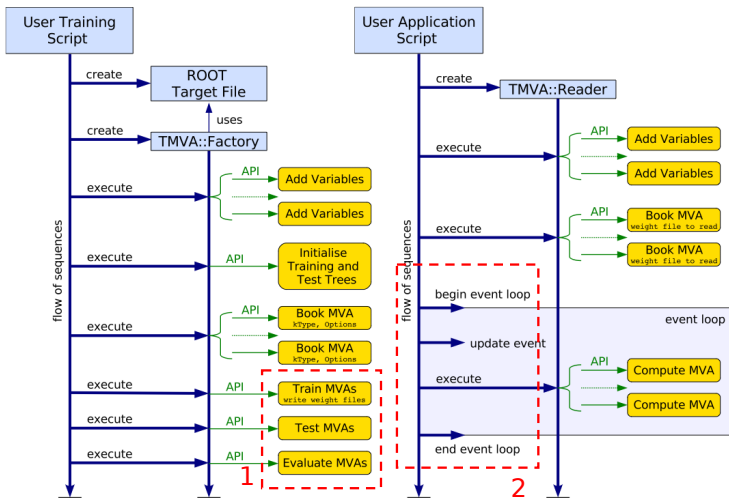 User Training
Script
create
ROOT
Target File
uses
create
TMVA::Factory
execute
API
Add Variables
Add Variables
flow of sequences
execute
API
Initialise
Training and
Test Trees
execute
API
Book MVA
kType, Options
Book MVA
kType, Options
execute
API
Train MVAs
write weight files
execute
API
Test MVAs
execute
API
Evaluate MVAs
1
User Application
Script
create
TMVA::Reader
execute
API
Add Variables
Add Variables
execute
API
Book MVA
weight file to read
Book MVA
weight file to read
flow of sequences
begin event loop
event loop
update event
execute
API
Compute MVA
Compute MVA
end event loop
2